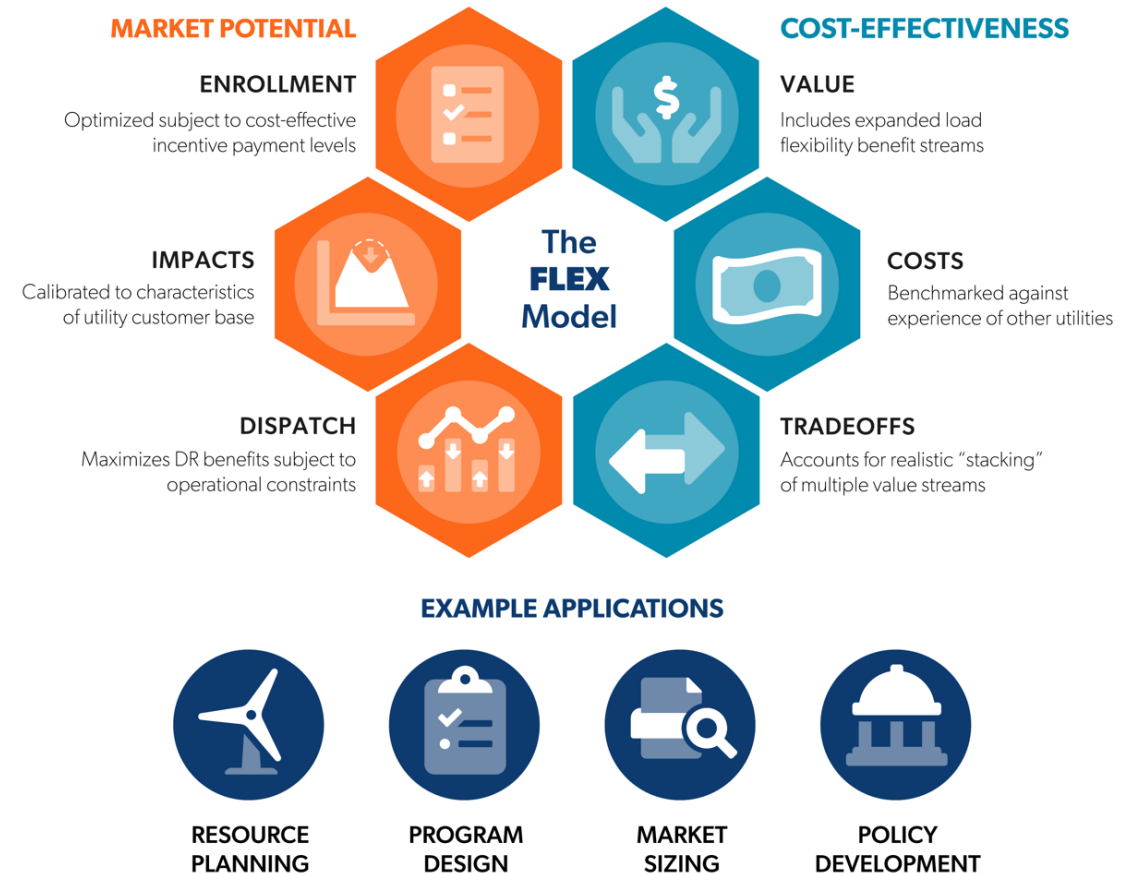 MARKET POTENTIAL
ENROLLMENT
Optimized subject to cost-effective
incentive payment levels
IMPACTS
Calibrated to characteristics
of utility customer base
DISPATCH
Maximizes DR benefits subject to
operational constraints
The
FLEX
Model
COST-EFFECTIVENESS
$
VALUE
Includes expanded load
flexibility benefit streams
COSTS
Benchmarked against
experience of other utilities
TRADEOFFS
Accounts for realistic “stacking”
of multiple value streams
EXAMPLE APPLICATIONS
RESOURCE
PLANNING
PROGRAM
DESIGN
MARKET
SIZING
POLICY
DEVELOPMENT